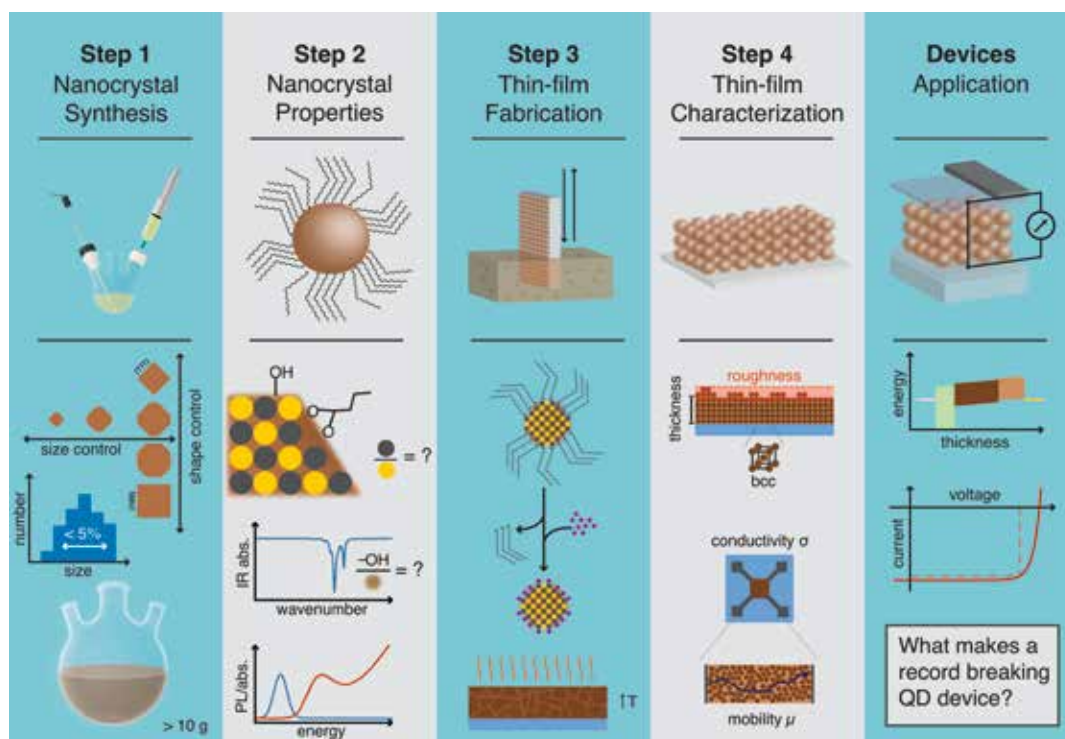 Step 1
Nanocrystal
Synthesis
size control
shape control
number
< 5%
size
> 10 g
Step 2
Nanocrystal
Properties
OH
O
O
= ?
IR abs.
–OH
= ?
wavenumber
PL/abs.
energy
Step 3
Thin-film
Fabrication
↑T
Step 4
Thin-film
Characterization
roughness
thickness
bcc
conductivity σ
mobility μ
Devices
Application
energy
thickness
voltage
current
What makes a
record breaking
QD device?